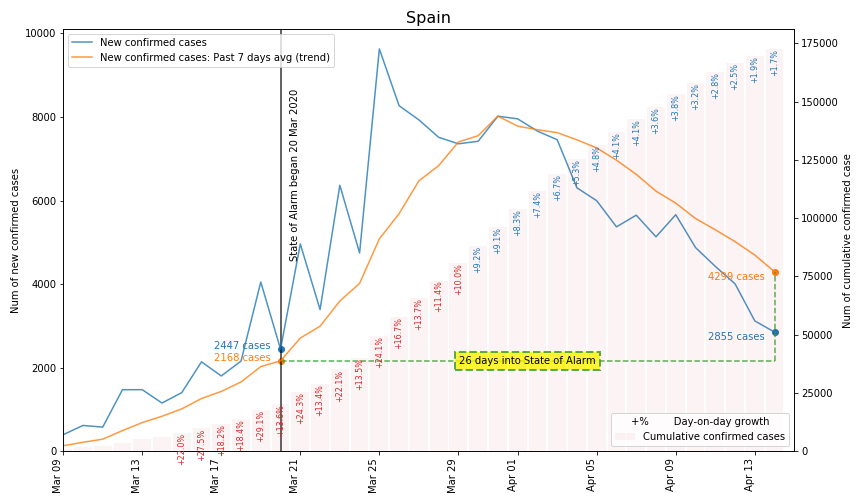 Spain
New confirmed cases
New confirmed cases: Past 7 days avg (trend)
Num of new confirmed cases
10000
8000
6000
4000
2000
0
Num of cumulative confirmed case
175000
150000
125000
100000
75000
50000
25000
0
State of Alarm began 20 Mar 2020
2447 cases
2168 cases
26 days into State of Alarm
4299 cases
2855 cases
+22.0%
+27.5%
+18.2%
+18.4%
+29.1%
+13.6%
+24.3%
+13.4%
+22.1%
+13.5%
+24.1%
+16.7%
+13.7%
+11.4%
+10.0%
+9.2%
+9.1%
+8.3%
+7.4%
+6.7%
+5.3%
+4.8%
+4.1%
+4.1%
+3.6%
+3.8%
+3.2%
+2.8%
+2.5%
+1.9%
+1.7%
+% Day-on-day growth
Cumulative confirmed cases
Mar 09
Mar 13
Mar 17
Mar 21
Mar 25
Mar 29
Apr 01
Apr 05
Apr 09
Apr 13